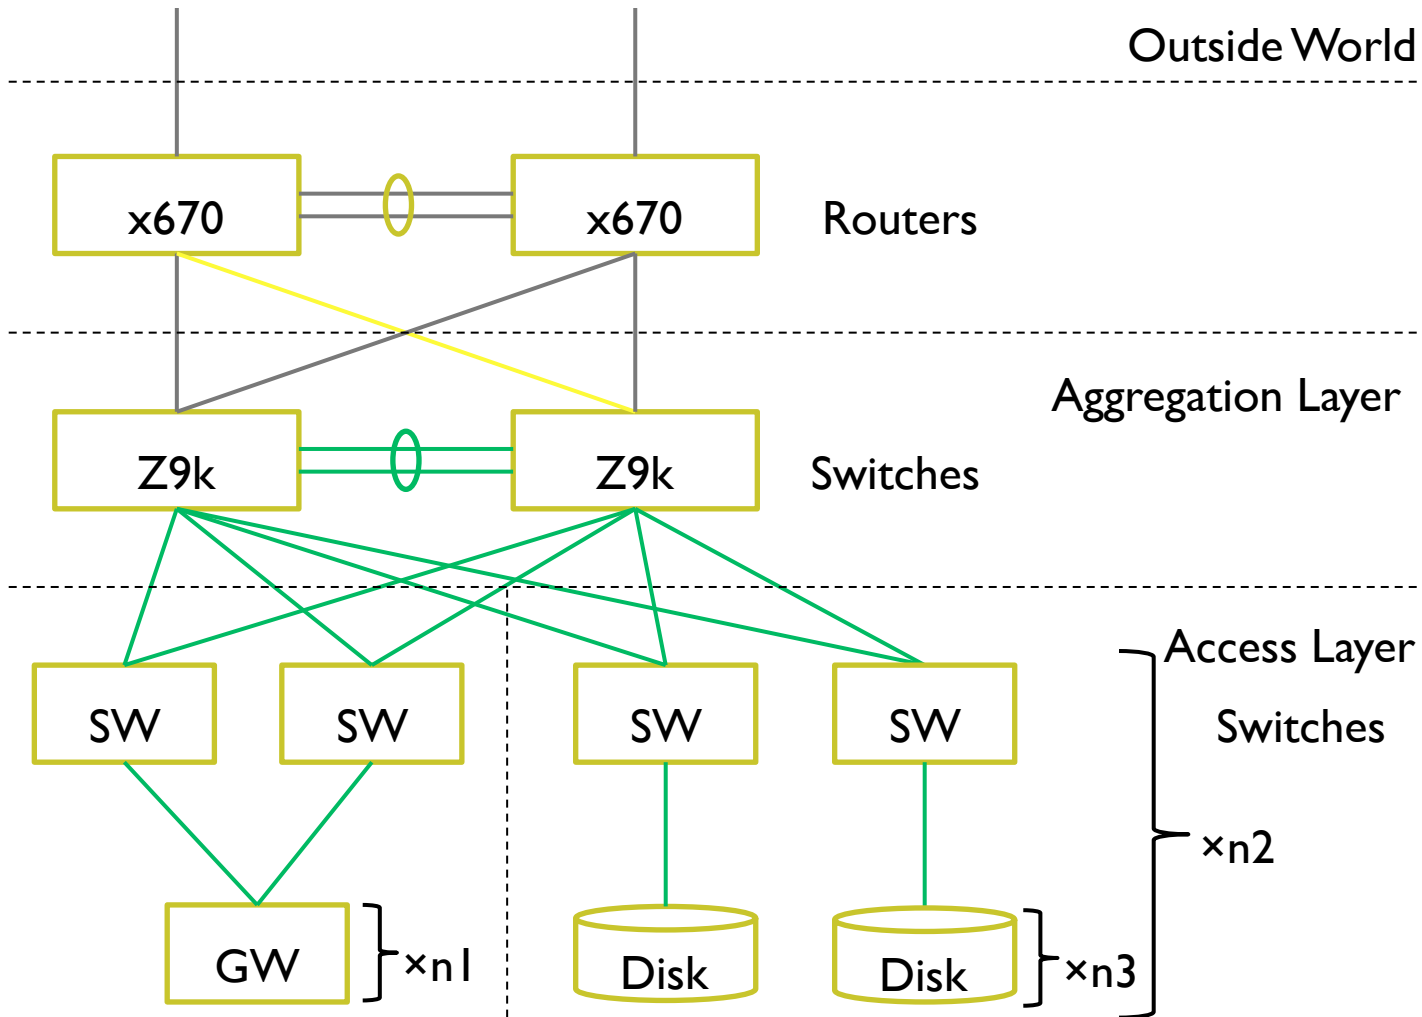 Outside World
x670
x670
Routers
Aggregation Layer
Z9k
Z9k
Switches
Access Layer
SW
SW
SW
SW
Switches
×n2
GW
×n1
Disk
Disk
×n3